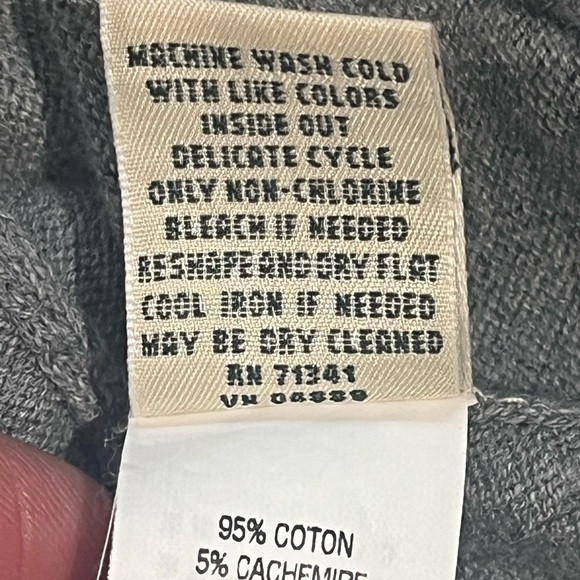 MACHINE WASH COLD
WITH LIKE COLORS
INSIDE OUT
DELICATE CYCLE
ONLY NON-CHLORINE
BLEACH IF NEEDED
RESHAPE AND DRY FLAT
COOL IRON IF NEEDED
MAY BE DRY CLEANED
RN 71341
VN
95% COTON
5% CACHEMIRE